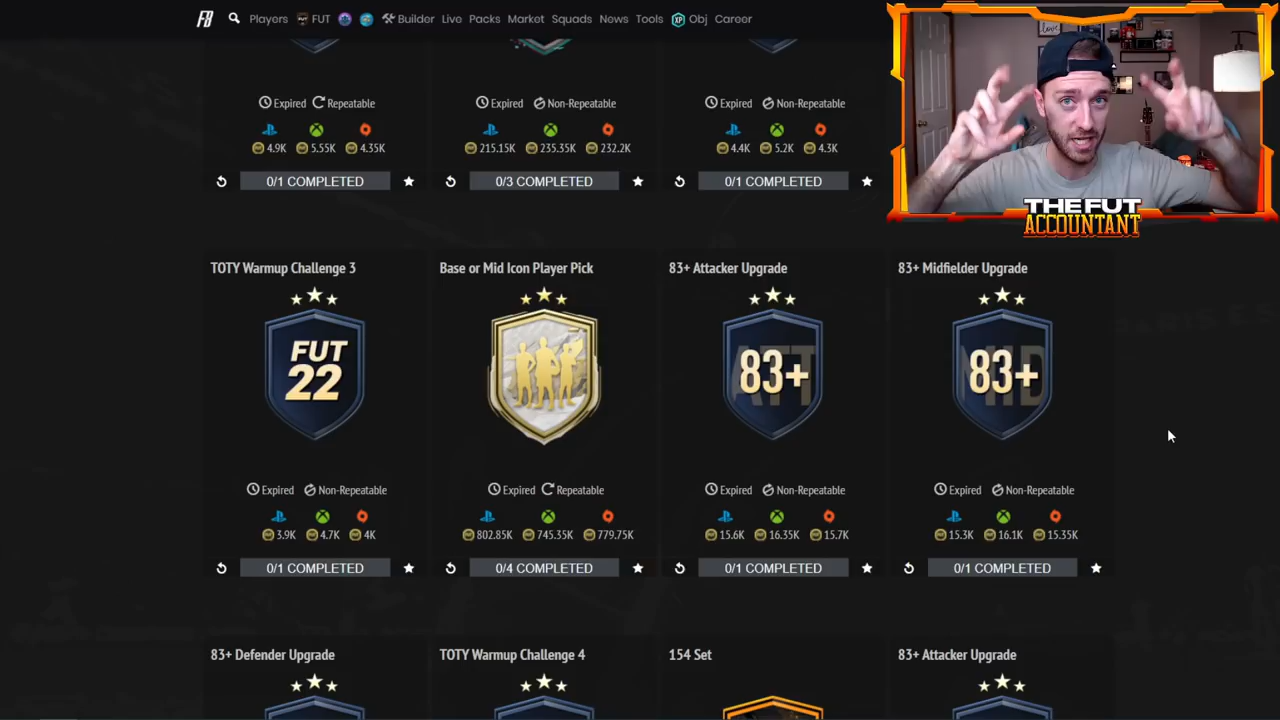 FB Players FUT Builder Live Packs Market Squads News Tools XP Obj Career
Expired Repeatable
4.9K 5.55K 4.35K
0/1 COMPLETED
Expired Non-Repeatable
215.15K 235.35K 232.2K
0/3 COMPLETED
Expired Non-Repeatable
4.4K 5.2K 4.3K
0/1 COMPLETED
THE FUT
ACCOUNTANT
TOTY Warmup Challenge 3
FUT
22
Expired Non-Repeatable
3.9K 4.7K 4K
0/1 COMPLETED
Base or Mid Icon Player Pick
Expired Repeatable
802.85K 745.35K 779.75K
0/4 COMPLETED
83+ Attacker Upgrade
ATT
83+
Expired Non-Repeatable
15.6K 16.35K 15.7K
0/1 COMPLETED
83+ Midfielder Upgrade
MID
83+
Expired Non-Repeatable
15.3K 16.1K 15.35K
0/1 COMPLETED
83+ Defender Upgrade
TOTY Warmup Challenge 4
154 Set
83+ Attacker Upgrade